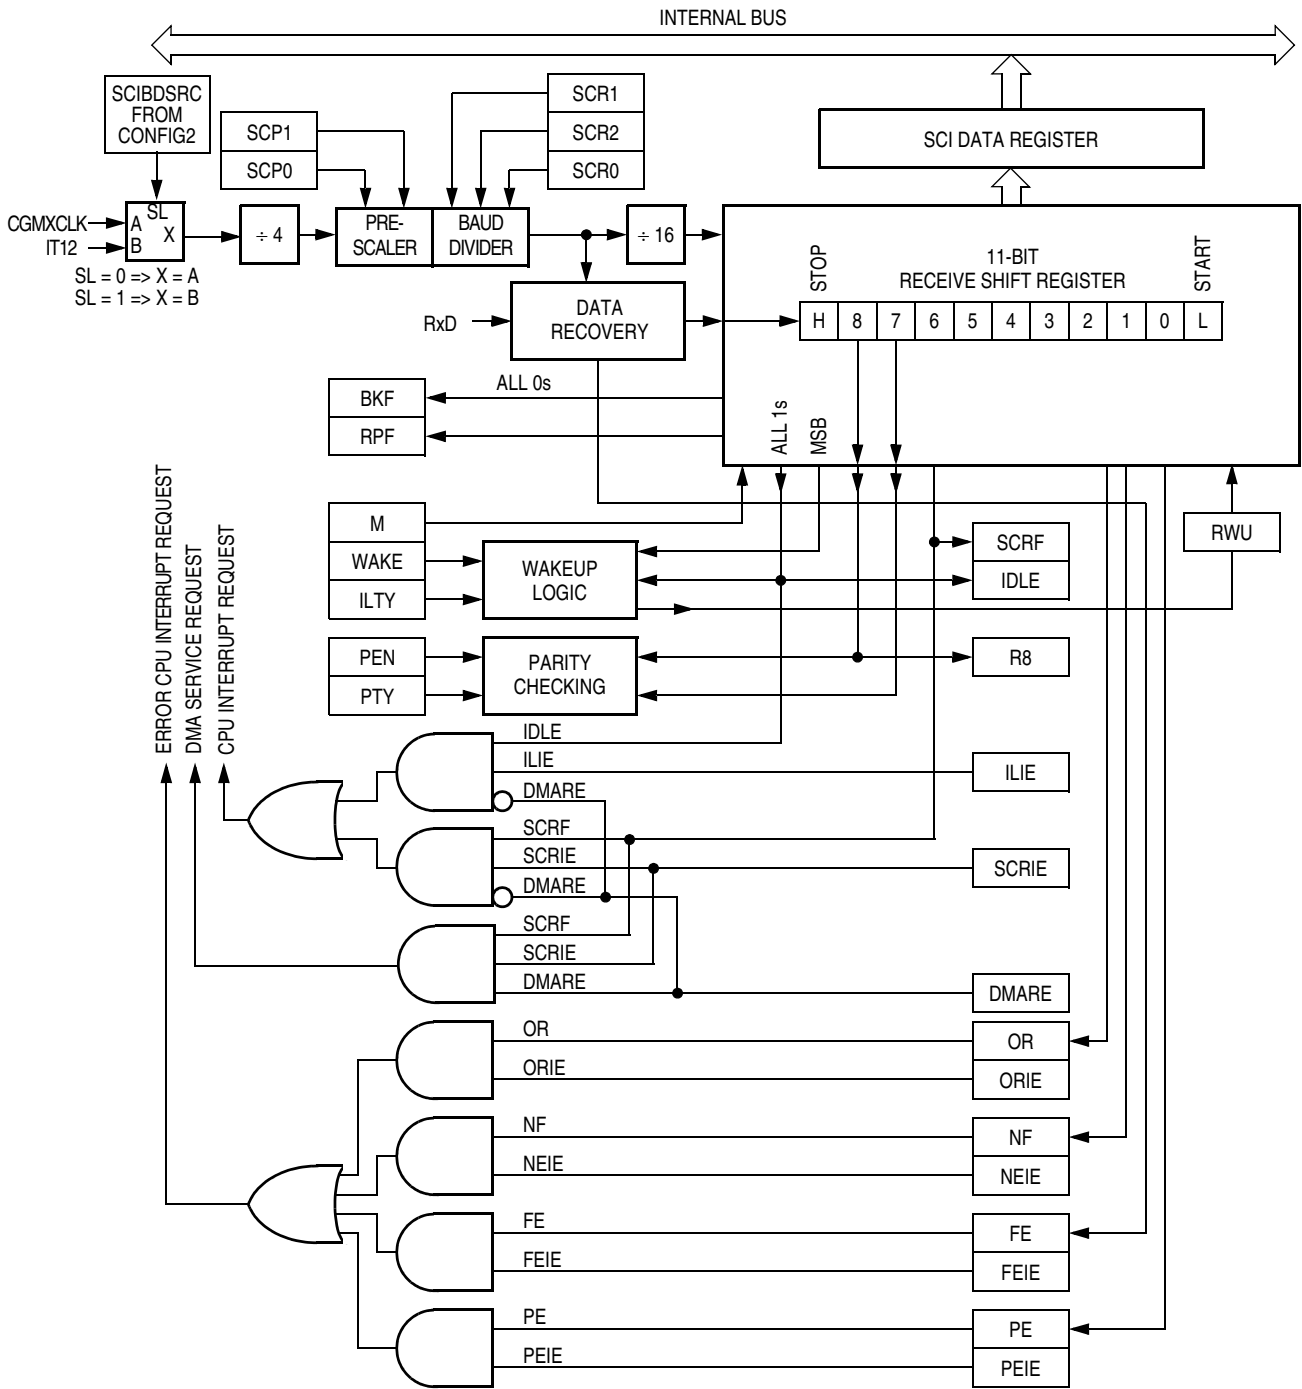 INTERNAL BUS
SCIBDSRC
FROM
CONFIG2
SCP1
SCP0
SCR1
SCR2
SCR0
SCI DATA REGISTER
CGMXCLK
IT12
SL
A
X
B
SL = 0 => X = A
SL = 1 => X = B
÷ 4
PRE-
SCALER
BAUD
DIVIDER
÷ 16
RxD
DATA
RECOVERY
STOP
11-BIT
RECEIVE SHIFT REGISTER
START
H 8 7 6 5 4 3 2 1 0 L
ALL 0s
BKF
RPF
ALL 1s
MSB
M
WAKE
ILTY
WAKEUP
LOGIC
SCRF
IDLE
RWU
PEN
PTY
PARITY
CHECKING
R8
ERROR CPU INTERRUPT REQUEST
DMA SERVICE REQUEST
CPU INTERRUPT REQUEST
IDLE
ILIE
DMARE
ILIE
SCRF
SCRIE
DMARE
SCRIE
SCRF
SCRIE
DMARE
DMARE
OR
ORIE
OR
ORIE
NF
NEIE
NF
NEIE
FE
FEIE
FE
FEIE
PE
PEIE
PE
PEIE